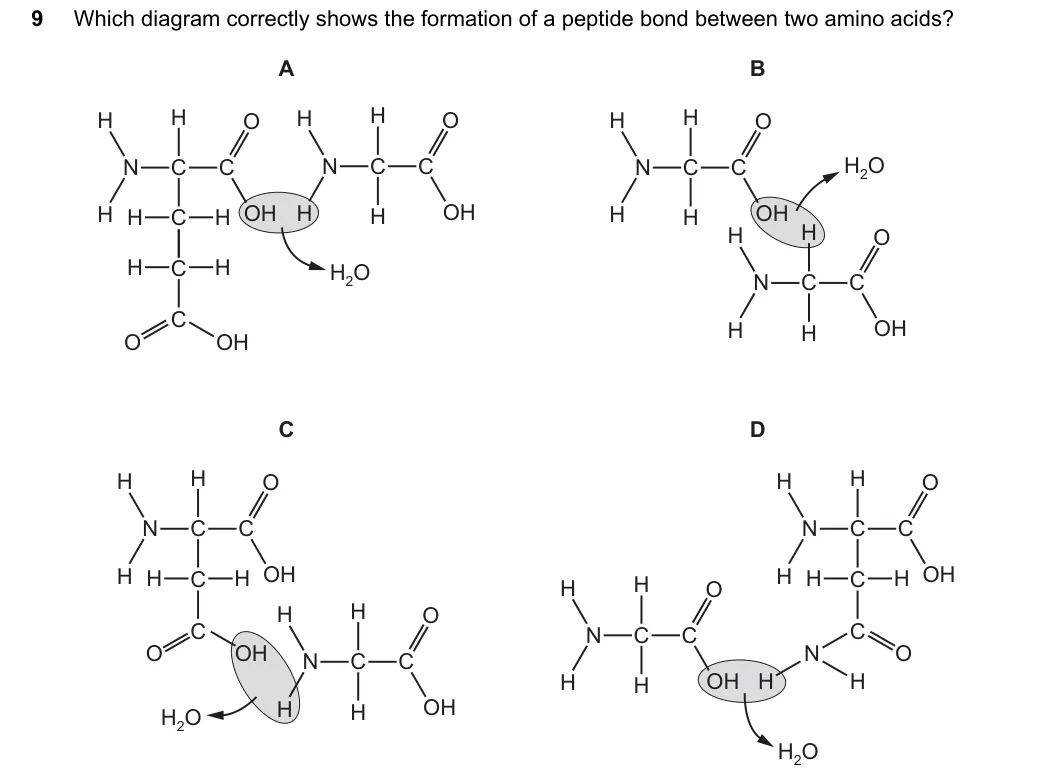 9 Which diagram correctly shows the formation of a peptide bond between two amino acids?
A
H H O H H O
N C C N C C
H H C H OH H H OH
H C H H₂O
C
O OH
B
H H O
N C C H₂O
H H OH
H H O
N C C
H H OH
C
H H O
N C C
H H C H OH
H H O
C
O OH N C C
H₂O H H OH
D
H H O
N C C
H H C H OH
H H O
C
N C C N O
H H OH H H
H₂O